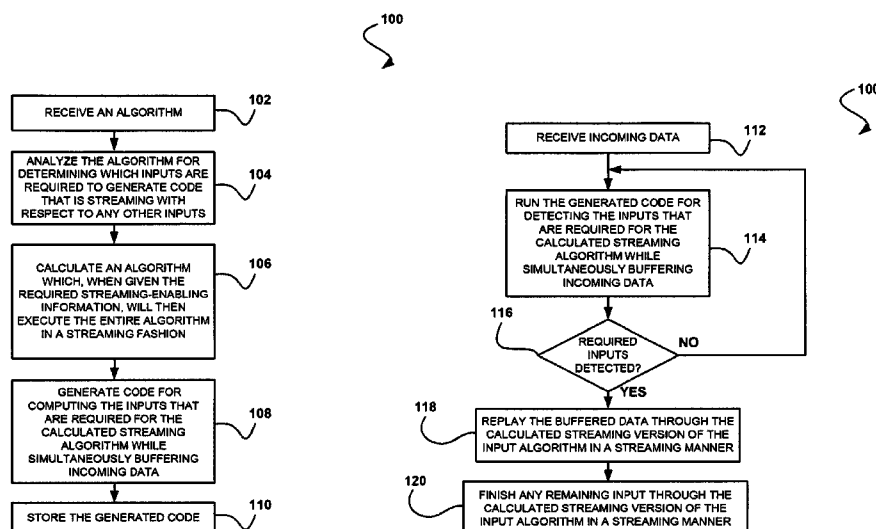 100
RECEIVE AN ALGORITHM
102
ANALYZE THE ALGORITHM FOR
DETERMINING WHICH INPUTS ARE
REQUIRED TO GENERATE CODE
THAT IS STREAMING WITH
RESPECT TO ANY OTHER INPUTS
104
CALCULATE AN ALGORITHM
WHICH, WHEN GIVEN THE
REQUIRED STREAMING-ENABLING
INFORMATION, WILL THEN
EXECUTE THE ENTIRE ALGORITHM
IN A STREAMING FASHION
106
GENERATE CODE FOR
COMPUTING THE INPUTS THAT
ARE REQUIRED FOR THE
CALCULATED STREAMING
ALGORITHM WHILE
SIMULTANEOUSLY BUFFERING
INCOMING DATA
108
STORE THE GENERATED CODE
110
100
RECEIVE INCOMING DATA
112
RUN THE GENERATED CODE FOR
DETECTING THE INPUTS THAT
ARE REQUIRED FOR THE
CALCULATED STREAMING
ALGORITHM WHILE
SIMULTANEOUSLY BUFFERING
INCOMING DATA
114
116
REQUIRED
INPUTS
DETECTED?
NO
YES
118
REPLAY THE BUFFERED DATA THROUGH THE
CALCULATED STREAMING VERSION OF THE
INPUT ALGORITHM IN A STREAMING MANNER
120
FINISH ANY REMAINING INPUT THROUGH THE
CALCULATED STREAMING VERSION OF THE
INPUT ALGORITHM IN A STREAMING MANNER